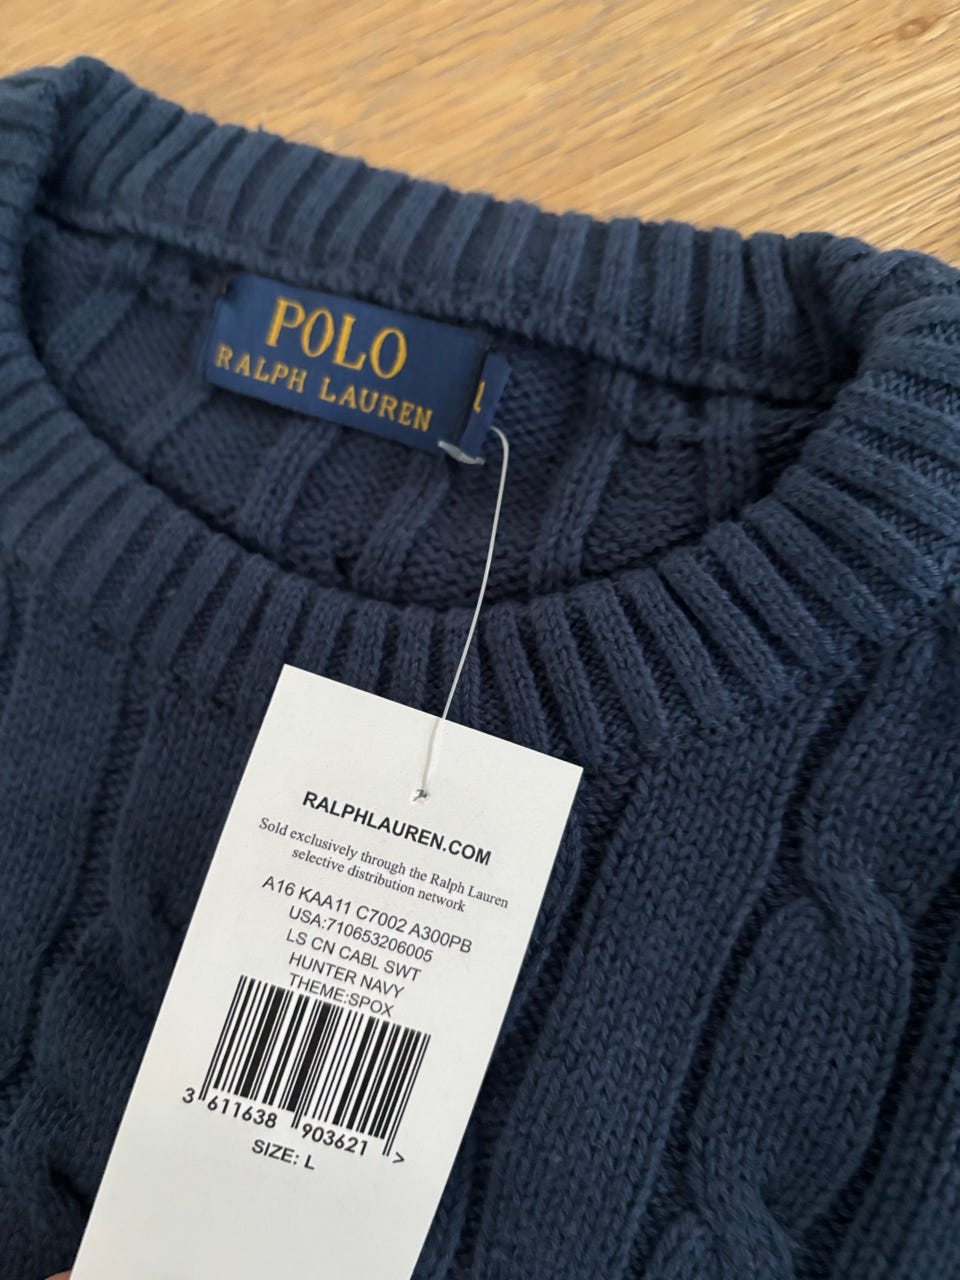 POLO
RALPH LAUREN
L
RALPHLAUREN.COM
Sold exclusively through the Ralph Lauren
selective distribution network
A16 KAA11 C7002 A300PB
USA:710653206005
LS CN CABL SWT
HUNTER NAVY
THEME:SPOX
3 611638 903621 >
SIZE: L